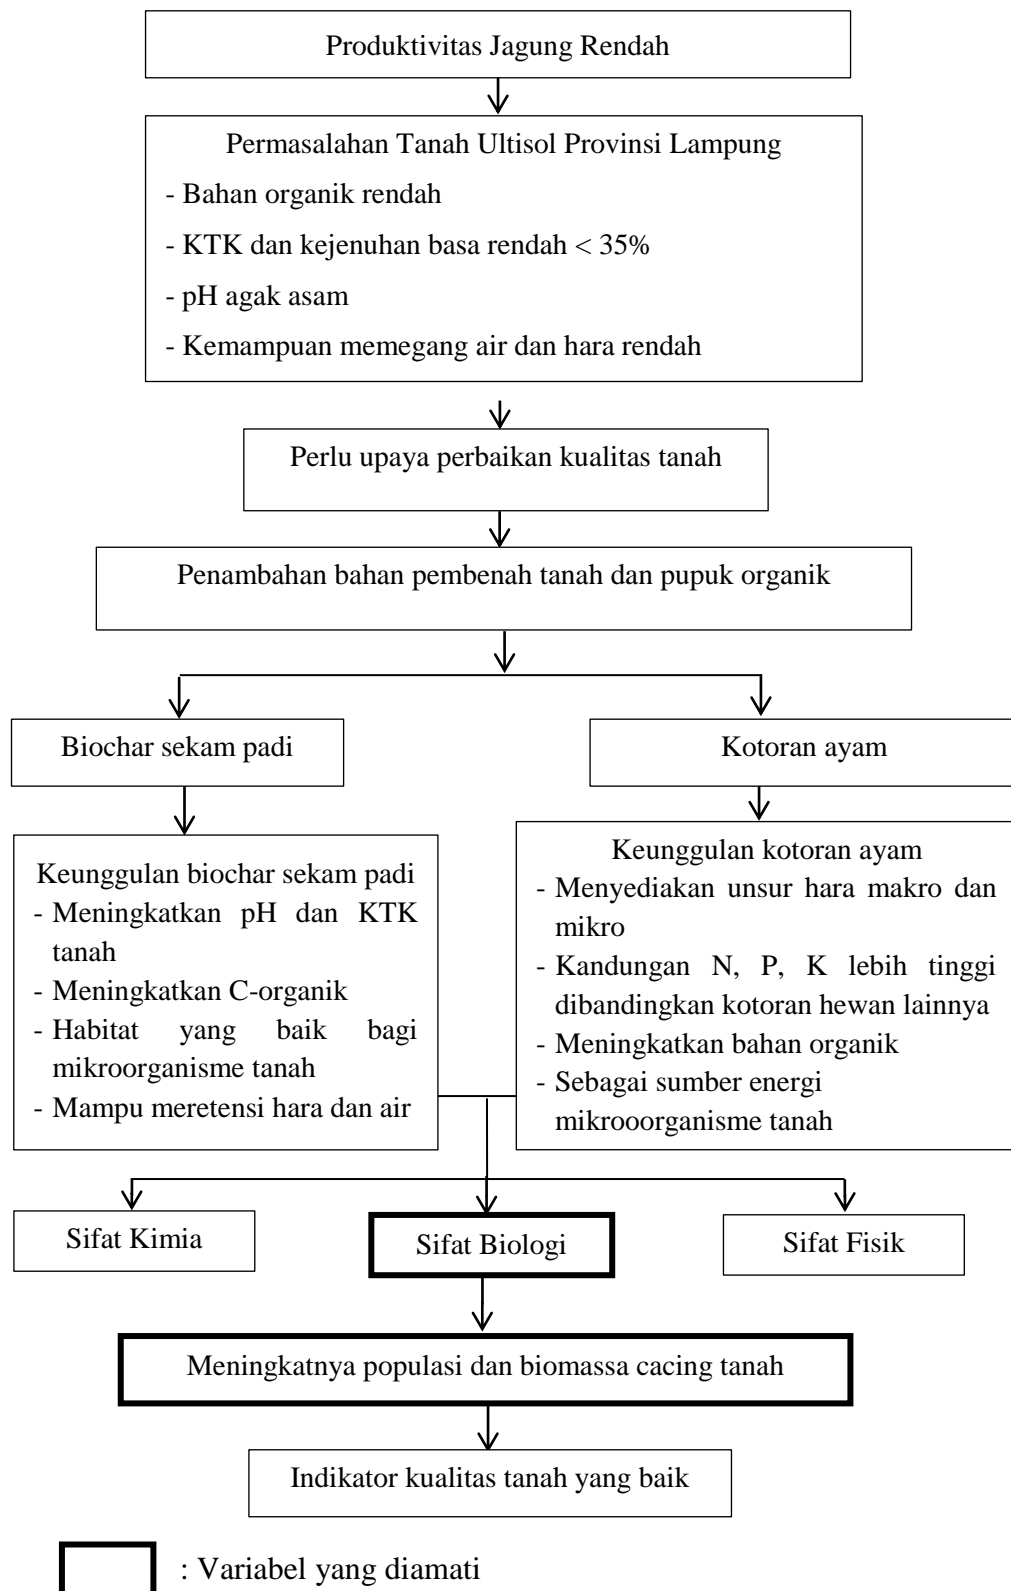 Produktivitas Jagung Rendah
Permasalahan Tanah Ultisol Provinsi Lampung
- Bahan organik rendah
- KTK dan kejenuhan basa rendah < 35%
- pH agak asam
- Kemampuan memegang air dan hara rendah
Perlu upaya perbaikan kualitas tanah
Penambahan bahan pembenah tanah dan pupuk organik
Biochar sekam padi
Kotoran ayam
Keunggulan biochar sekam padi
- Meningkatkan pH dan KTK
tanah
- Meningkatkan C-organik
- Habitat yang baik bagi
mikroorganisme tanah
- Mampu meretensi hara dan air
Keunggulan kotoran ayam
- Menyediakan unsur hara makro dan
mikro
- Kandungan N, P, K lebih tinggi
dibandingkan kotoran hewan lainnya
- Meningkatkan bahan organik
- Sebagai sumber energi
mikrooorganisme tanah
Sifat Kimia
Sifat Biologi
Sifat Fisik
Meningkatnya populasi dan biomassa cacing tanah
Indikator kualitas tanah yang baik
: Variabel yang diamati